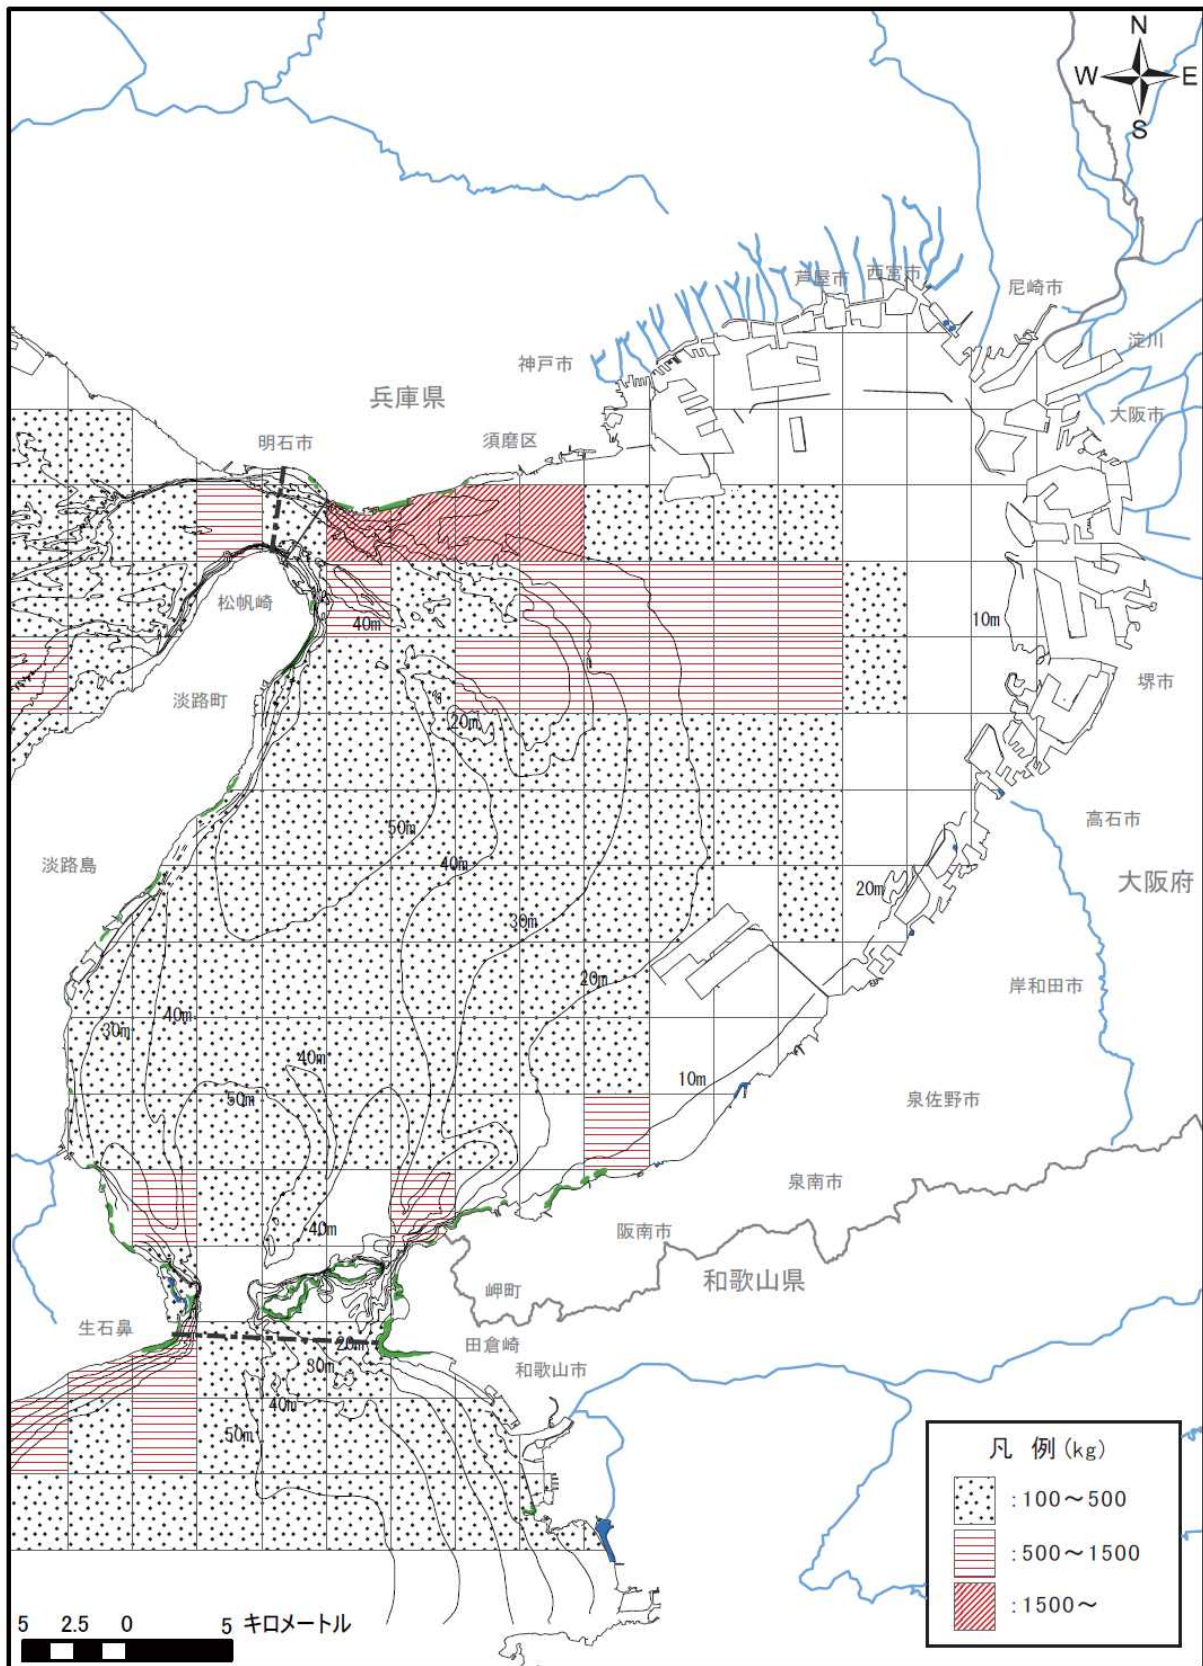 N
W E
S
芦屋市
西宮市
尼崎市
淀川
神戸市
兵庫県
大阪市
明石市
須磨区
松帆崎
40m
10m
堺市
淡路町
20m
50m
高石市
40m
淡路島
大阪府
20m
30m
20m
岸和田市
40m
30m
40m
10m
50m
泉佐野市
泉南市
40m
阪南市
和歌山県
岬町
生石鼻
20m
田倉崎
30m
和歌山市
40m
50m
凡 例 (kg)
:100～500
:500～1500
:1500～
5 2.5 0 5 キロメートル